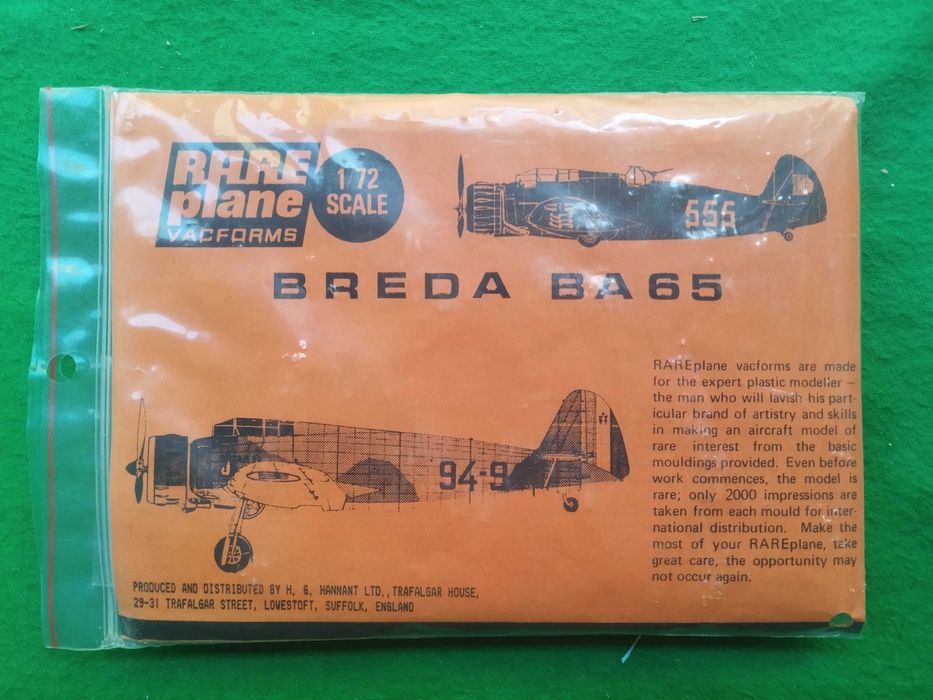 RARE
plane
VACFORMS
1/72
SCALE
555
BREDA BA65
94-9
RAREplane vacforms are made
for the expert plastic modeller –
the man who will lavish his part-
icular brand of artistry and skills
in making an aircraft model of
rare interest from the basic
mouldings provided. Even before
work commences, the model is
rare; only 2000 impressions are
taken from each mould for inter-
national distribution. Make the
most of your RAREplane, take
great care, the opportunity may
not occur again.
PRODUCED AND DISTRIBUTED BY H. G. HANNANT LTD., TRAFALGAR HOUSE,
29-31 TRAFALGAR STREET, LOWESTOFT, SUFFOLK, ENGLAND